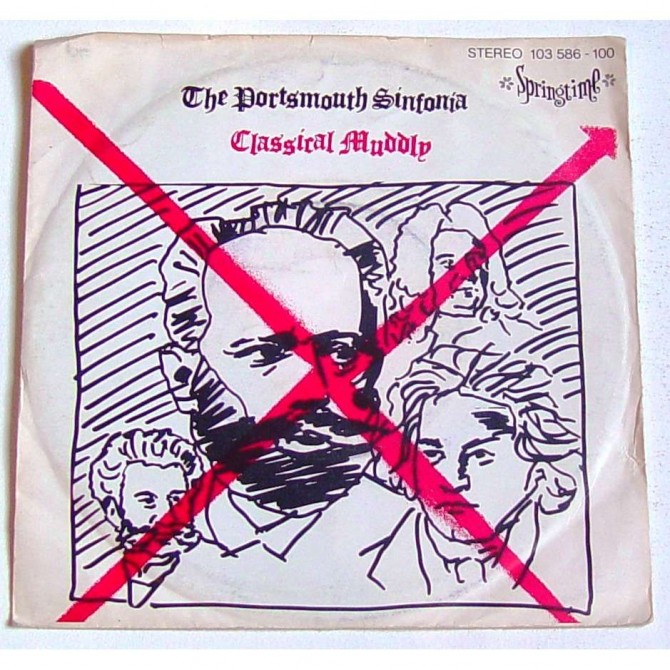 STEREO 103 586 - 100
Springtime
The Portsmouth Sinfonia
Classical Muddly